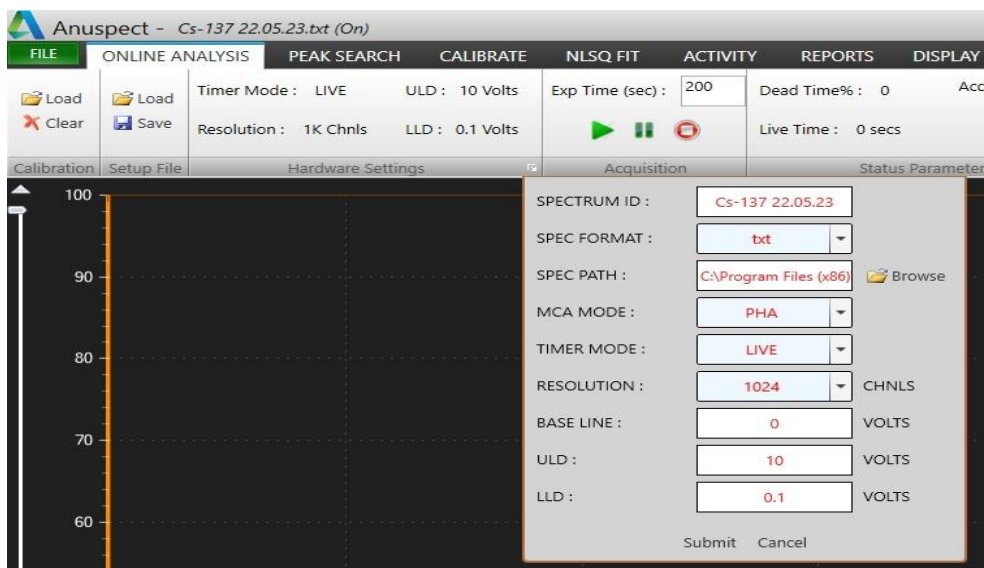 Anuspect - Cs-137 22.05.23.txt (On)
FILE ONLINE ANALYSIS PEAK SEARCH CALIBRATE NLSQ FIT ACTIVITY REPORTS DISPLAY
Load Load Timer Mode : LIVE ULD : 10 Volts Exp Time (sec) : 200 Dead Time% : 0 Acc
Clear Save Resolution : 1K Chnls LLD : 0.1 Volts Live Time : 0 secs
Calibration Setup File Hardware Settings Acquisition Status Parameter
100
90
80
70
60
SPECTRUM ID : Cs-137 22.05.23
SPEC FORMAT : txt
SPEC PATH : C:\Program Files (x86) Browse
MCA MODE : PHA
TIMER MODE : LIVE
RESOLUTION : 1024 CHNLS
BASE LINE : 0 VOLTS
ULD : 10 VOLTS
LLD : 0.1 VOLTS
Submit Cancel